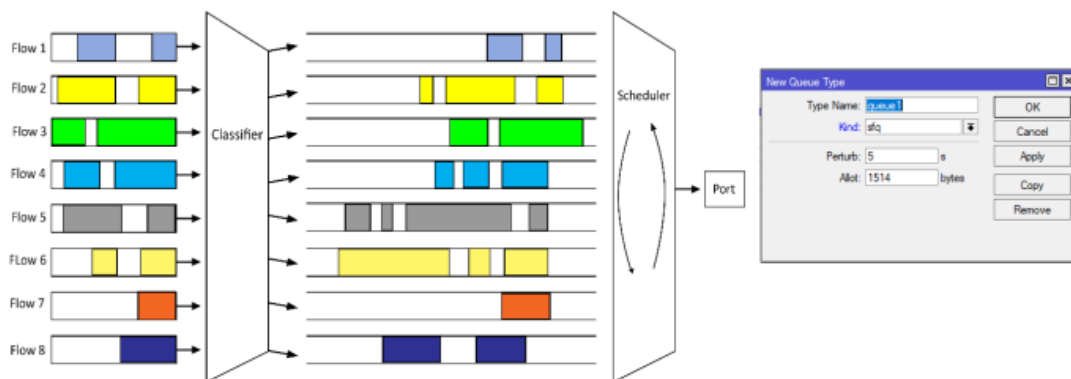 Flow 1
Flow 2
Flow 3
Flow 4
Flow 5
FLow 6
Flow 7
Flow 8
Classifier
Scheduler
Port
New Queue Type
Type Name: queue1
Kind: sfq
Perturb: 5 s
Allot: 1514 bytes
OK
Cancel
Apply
Copy
Remove